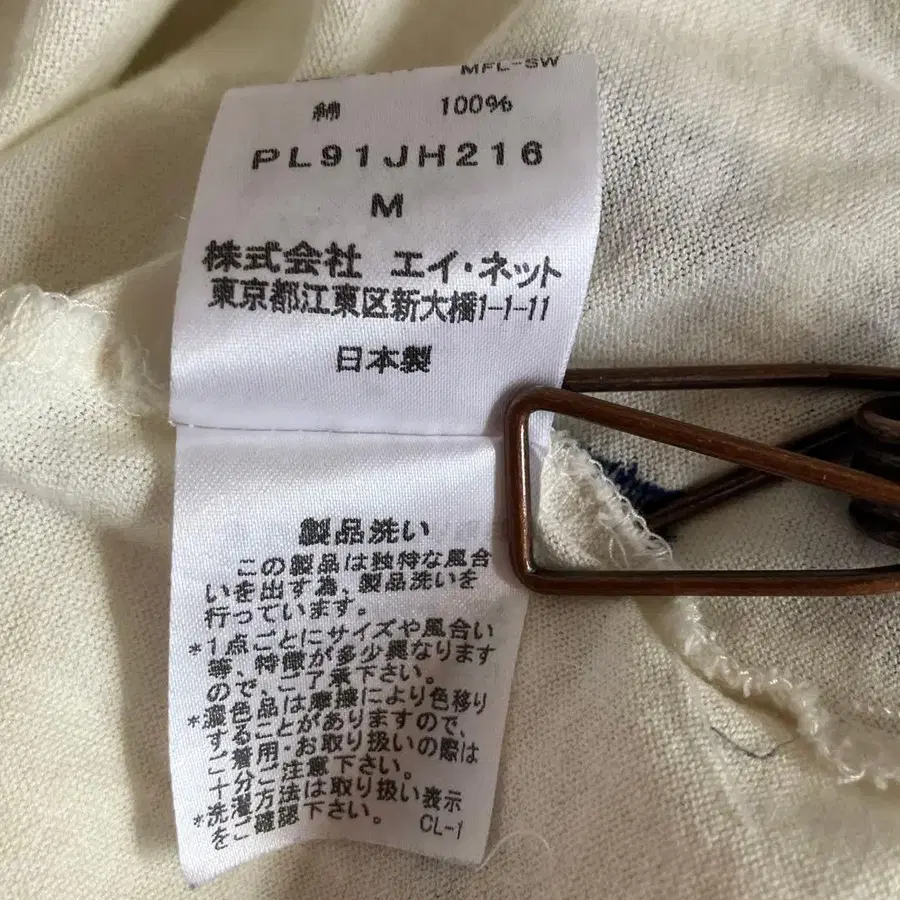 MFL-SW
綿 100%
PL91JH216
M
株式会社 エイ・ネット
東京都江東区新大橋1-1-11
日本製
製品洗い
この製品は独特な風合
いを出す為、製品洗いを
行っています。
*1点ごとにサイズや風合い
等、特徴が多少異なります
ので、ご了承下さい。
*濃色品は摩擦により色移り
することがありますので、
ご着用・お取り扱いの際は
十分ご注意下さい。
*洗濯方法は取り扱い表示
をご確認下さい。 CL-1